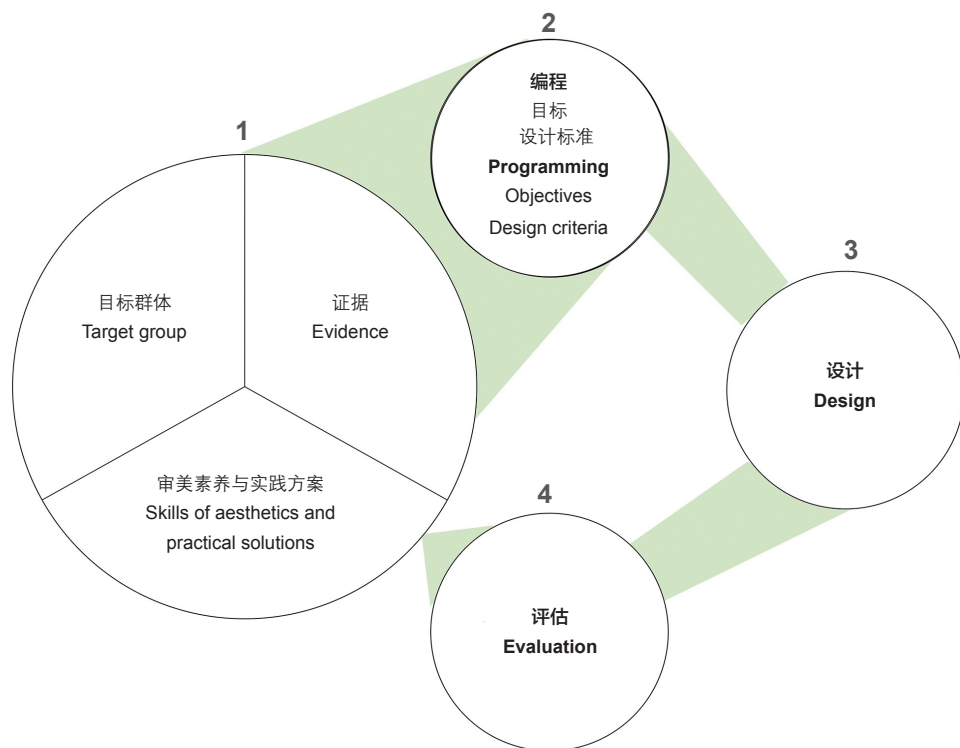 1
目标群体
Target group
证据
Evidence
审美素养与实践方案
Skills of aesthetics and
practical solutions
2
编程
目标
设计标准
Programming
Objectives
Design criteria
3
设计
Design
4
评估
Evaluation